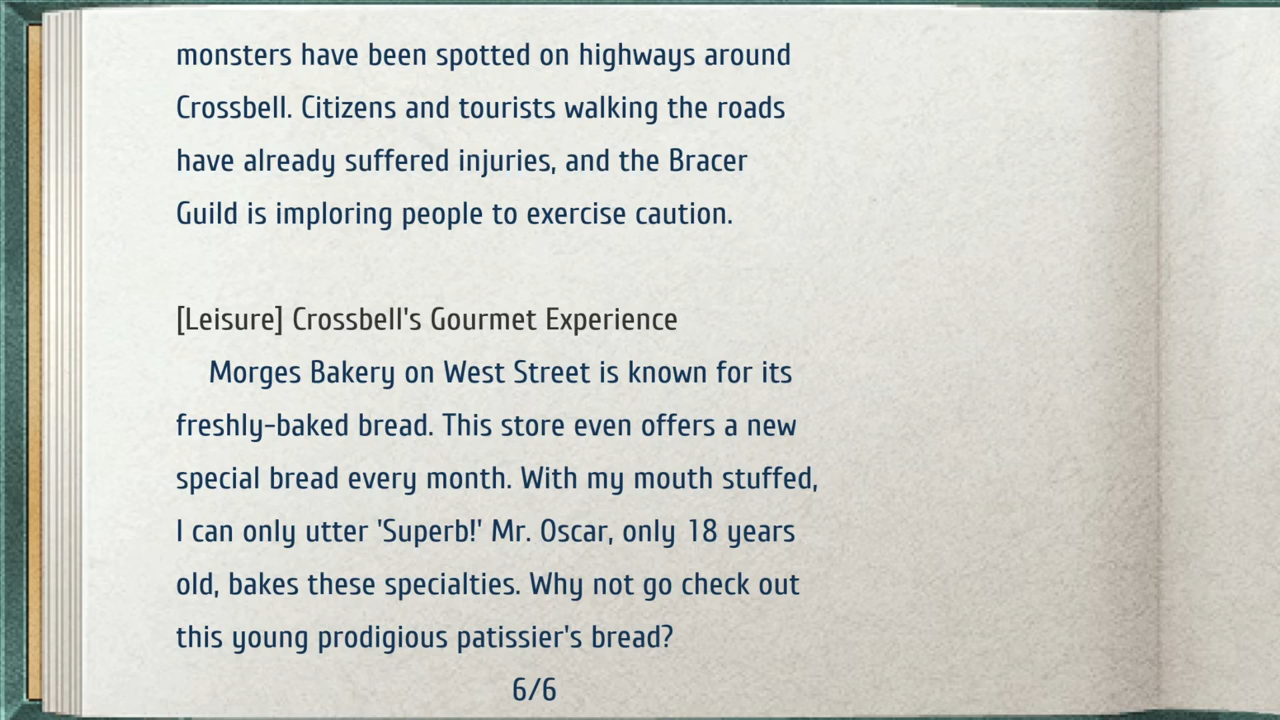 monsters have been spotted on highways around
Crossbell. Citizens and tourists walking the roads
have already suffered injuries, and the Bracer
Guild is imploring people to exercise caution.
[Leisure] Crossbell's Gourmet Experience
Morges Bakery on West Street is known for its
freshly-baked bread. This store even offers a new
special bread every month. With my mouth stuffed,
I can only utter 'Superb!' Mr. Oscar, only 18 years
old, bakes these specialties. Why not go check out
this young prodigious patissier's bread?
6/6